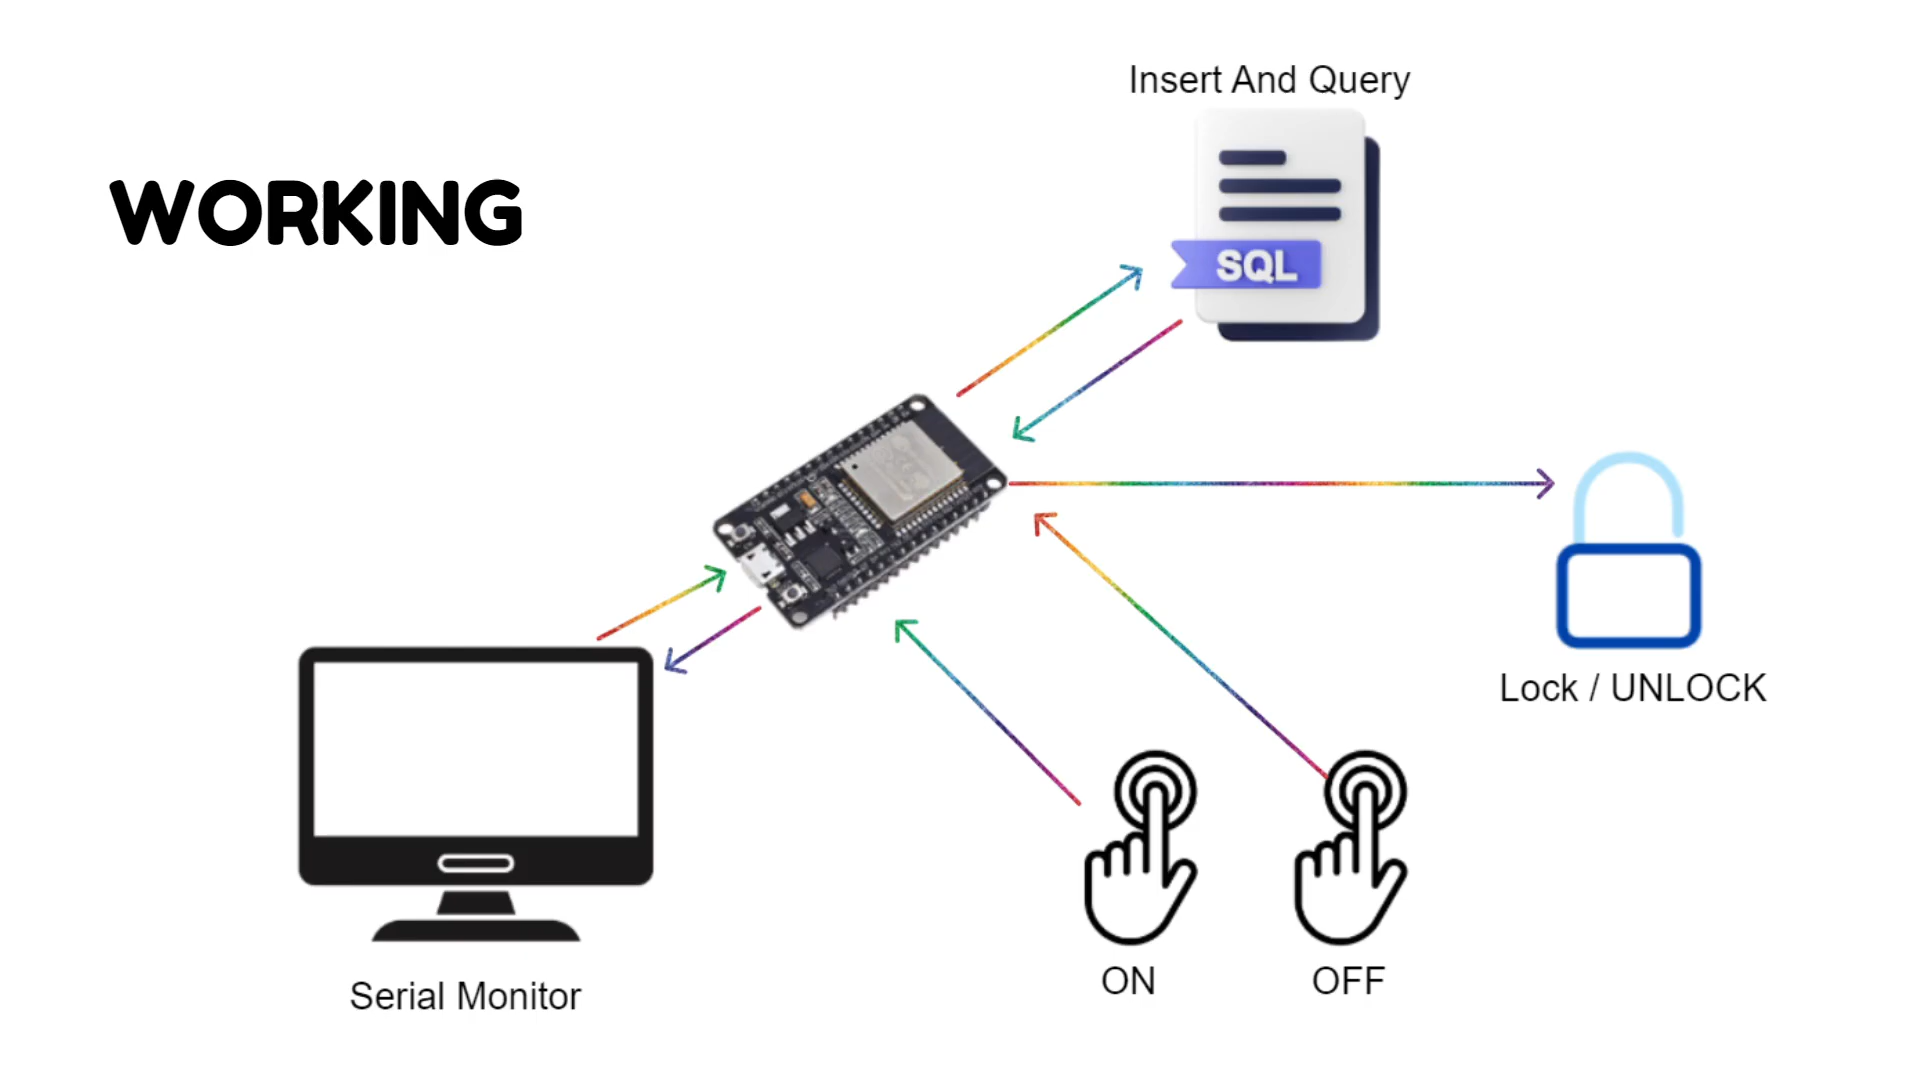 Insert And Query
WORKING
SQL
Lock / UNLOCK
ON
OFF
Serial Monitor